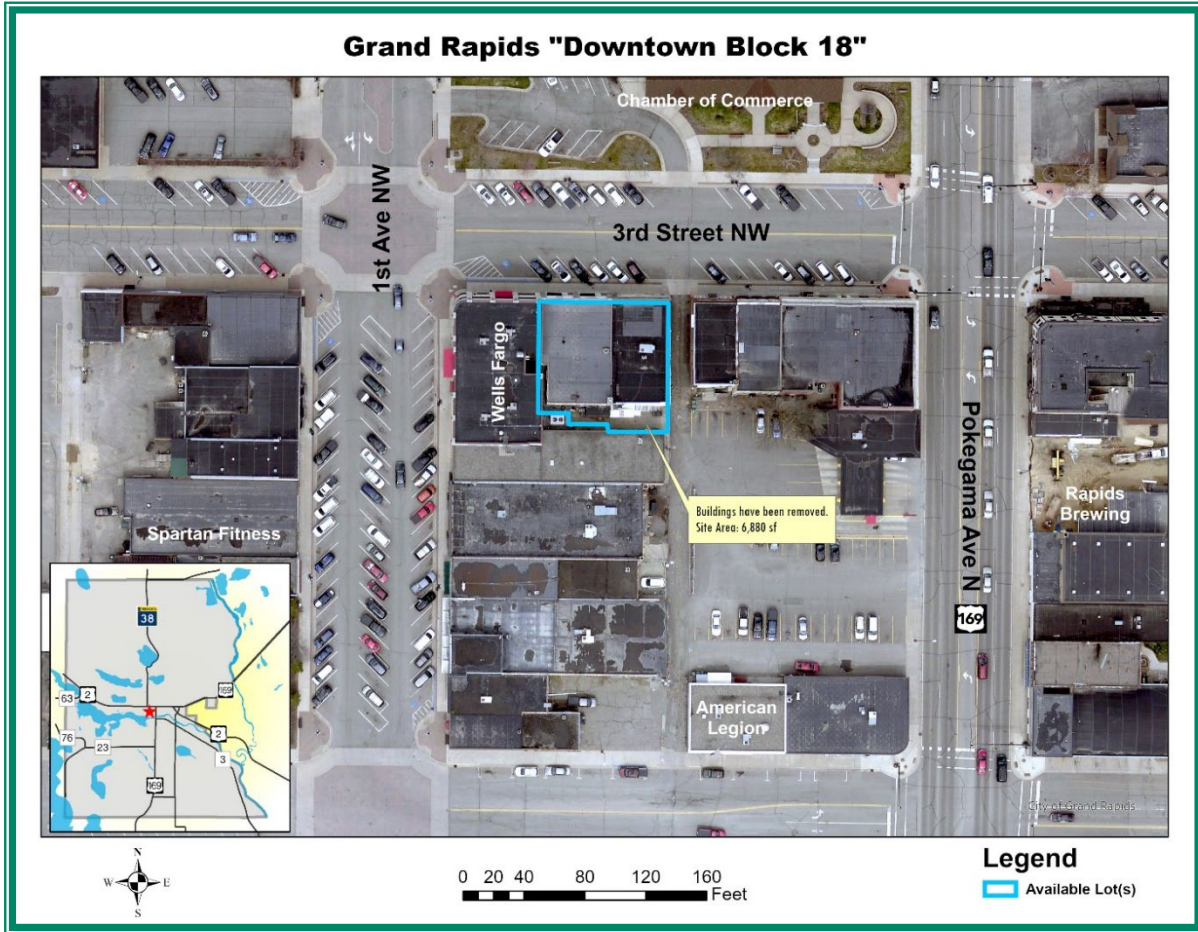 Grand Rapids "Downtown Block 18"
Chamber of Commerce
1st Ave NW
3rd Street NW
Wells Fargo
Pokegama Ave N
169
Buildings have been removed.
Site Area: 6,880 sf
Rapids
Brewing
Spartan Fitness
American
Legion
38
169
63
2
2
76
23
3
169
City of Grand Rapids
N
W
E
S
0 20 40 80 120 160
Feet
Legend
Available Lot(s)